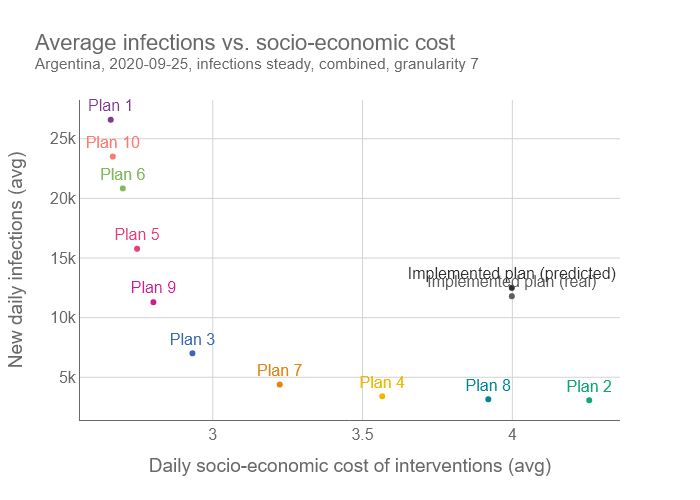 Average infections vs. socio-economic cost
Argentina, 2020-09-25, infections steady, combined, granularity 7
New daily infections (avg)
25k
20k
15k
10k
5k
Plan 1
Plan 10
Plan 6
Plan 5
Plan 9
Plan 3
Plan 7
Plan 4
Plan 8
Plan 2
Implemented plan (predicted)
Implemented plan (real)
3
3.5
4
Daily socio-economic cost of interventions (avg)